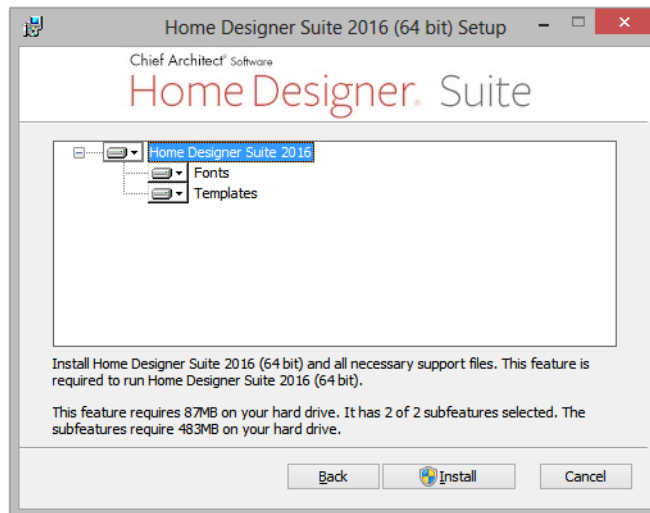 Home Designer Suite 2016 (64 bit) Setup
Chief Architect® Software
Home Designer® Suite
Home Designer Suite 2016
Fonts
Templates
Install Home Designer Suite 2016 (64 bit) and all necessary support files. This feature is
required to run Home Designer Suite 2016 (64 bit).
This feature requires 87MB on your hard drive. It has 2 of 2 subfeatures selected. The
subfeatures require 483MB on your hard drive.
Back Install Cancel